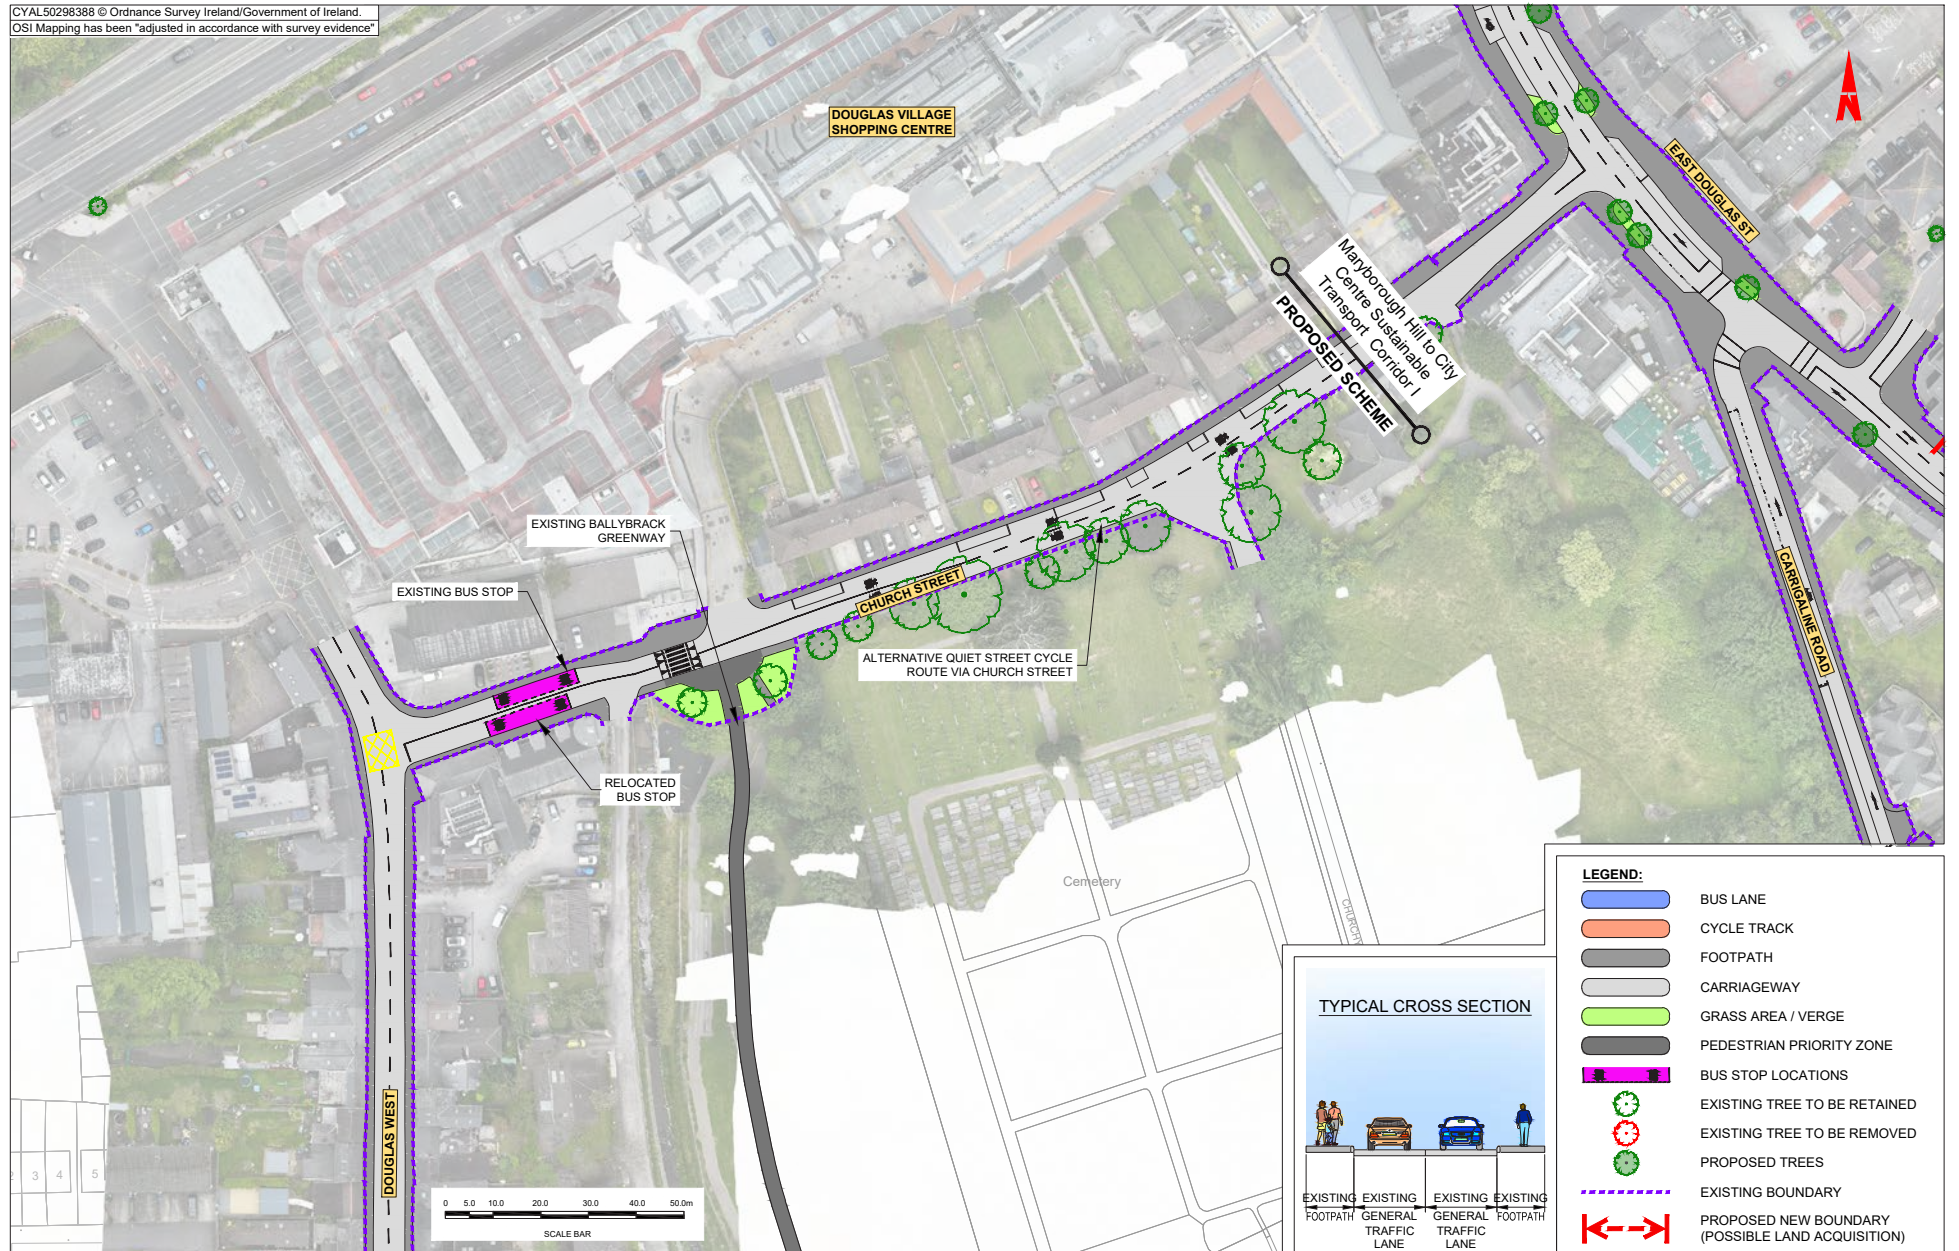 CYAL50298388 © Ordnance Survey Ireland/Government of Ireland.
OSI Mapping has been "adjusted in accordance with survey evidence"
DOUGLAS VILLAGE
SHOPPING CENTRE
EAST DOUGLAS ST
Maryborough Hill to City
Centre Sustainable
Transport Corridor I
PROPOSED SCHEME
N
EXISTING BALLYBRACK
GREENWAY
EXISTING BUS STOP
CHURCH STREET
ALTERNATIVE QUIET STREET CYCLE
ROUTE VIA CHURCH STREET
RELOCATED
BUS STOP
CARRIGALINE ROAD
Cemetery
CHURCHY
DOUGLAS WEST
3
4
5
0 5.0 10.0 20.0 30.0 40.0 50.0m
SCALE BAR
TYPICAL CROSS SECTION
EXISTING
FOOTPATH
EXISTING
GENERAL
TRAFFIC
LANE
EXISTING
GENERAL
TRAFFIC
LANE
EXISTING
FOOTPATH
LEGEND:
BUS LANE
CYCLE TRACK
FOOTPATH
CARRIAGEWAY
GRASS AREA / VERGE
PEDESTRIAN PRIORITY ZONE
BUS STOP LOCATIONS
EXISTING TREE TO BE RETAINED
EXISTING TREE TO BE REMOVED
PROPOSED TREES
EXISTING BOUNDARY
PROPOSED NEW BOUNDARY
(POSSIBLE LAND ACQUISITION)